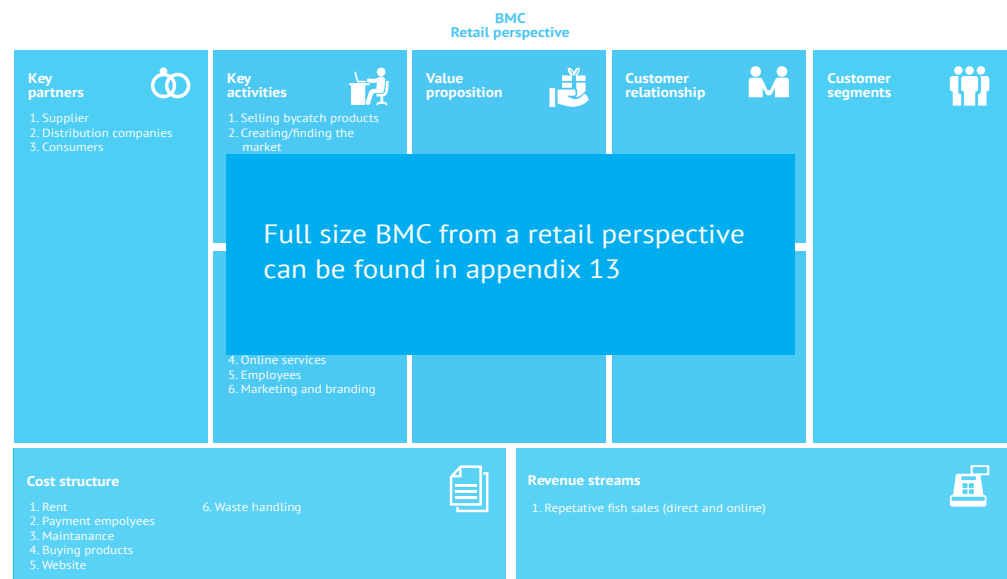 BMC
Retail perspective
Key
partners
1. Supplier
2. Distribution companies
3. Consumers
Key
activities
1. Selling bycatch products
2. Creating/finding the
market
4. Online services
5. Employees
6. Marketing and branding
Value
proposition
Customer
relationship
Customer
segments
Full size BMC from a retail perspective
can be found in appendix 13
Cost structure
1. Rent
2. Payment empolyees
3. Maintanance
4. Buying products
5. Website
6. Waste handling
Revenue streams
1. Repetative fish sales (direct and online)